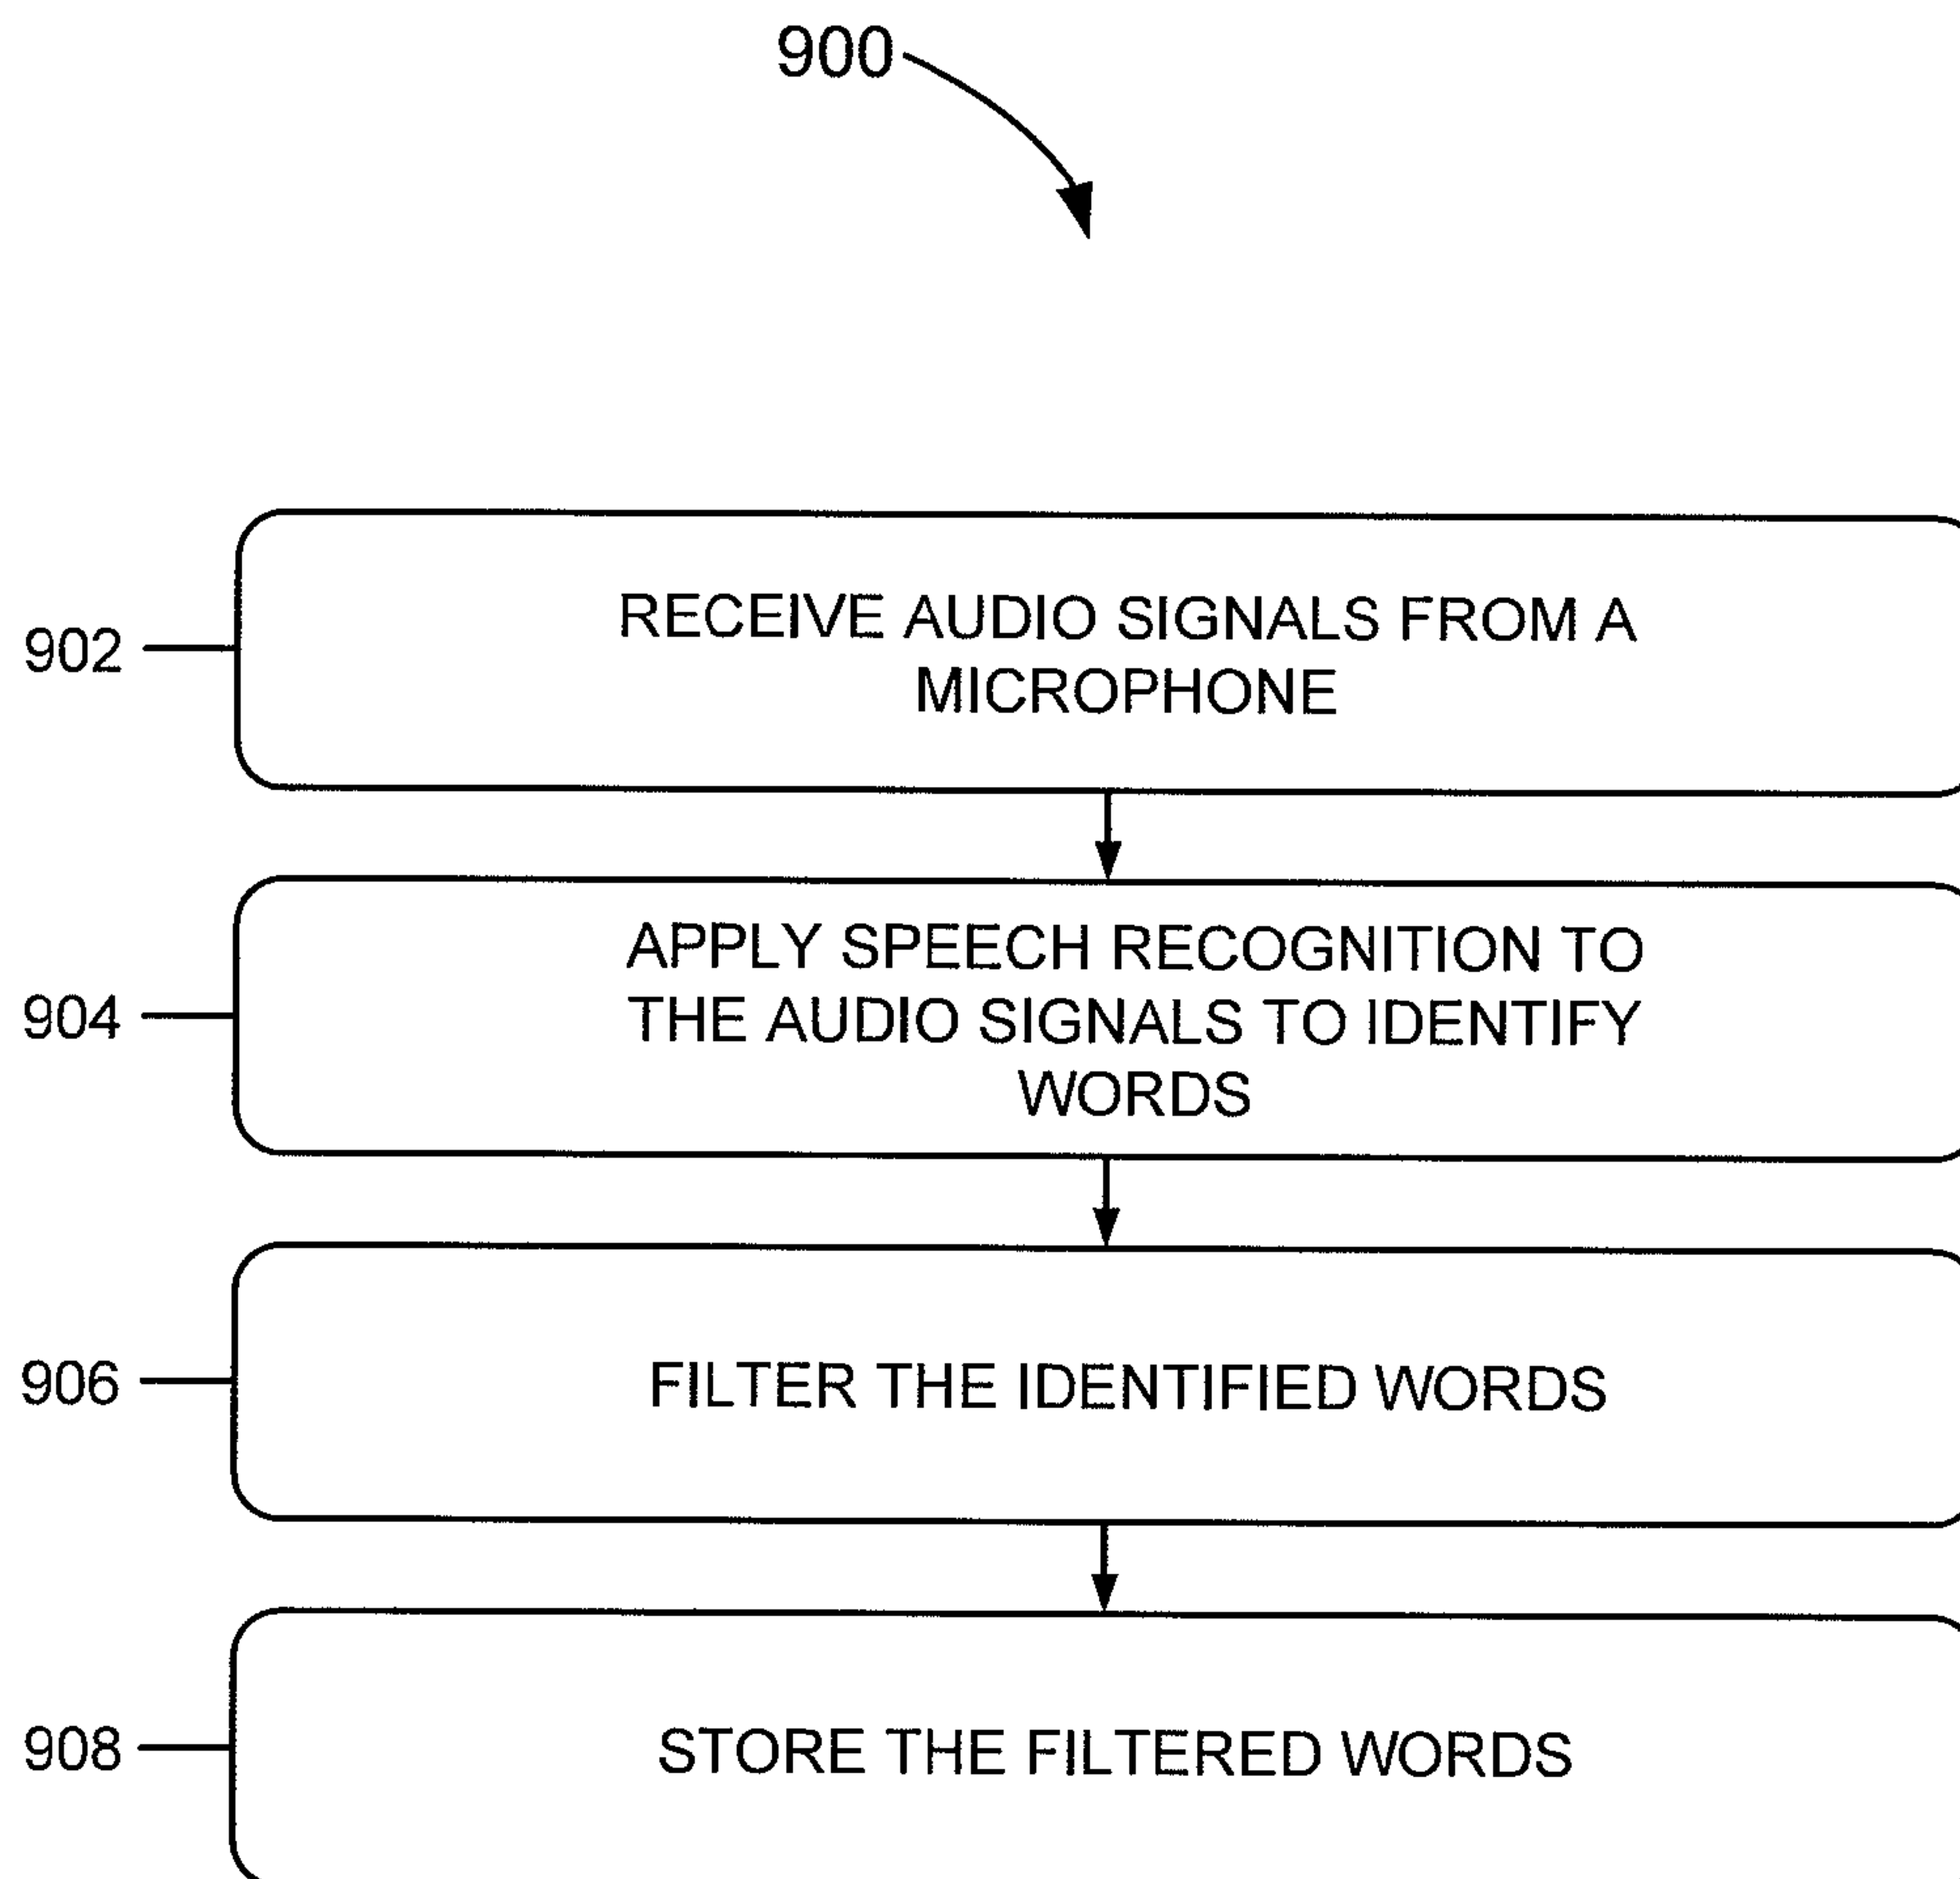 900
902
RECEIVE AUDIO SIGNALS FROM A
MICROPHONE
904
APPLY SPEECH RECOGNITION TO
THE AUDIO SIGNALS TO IDENTIFY
WORDS
906
FILTER THE IDENTIFIED WORDS
908
STORE THE FILTERED WORDS